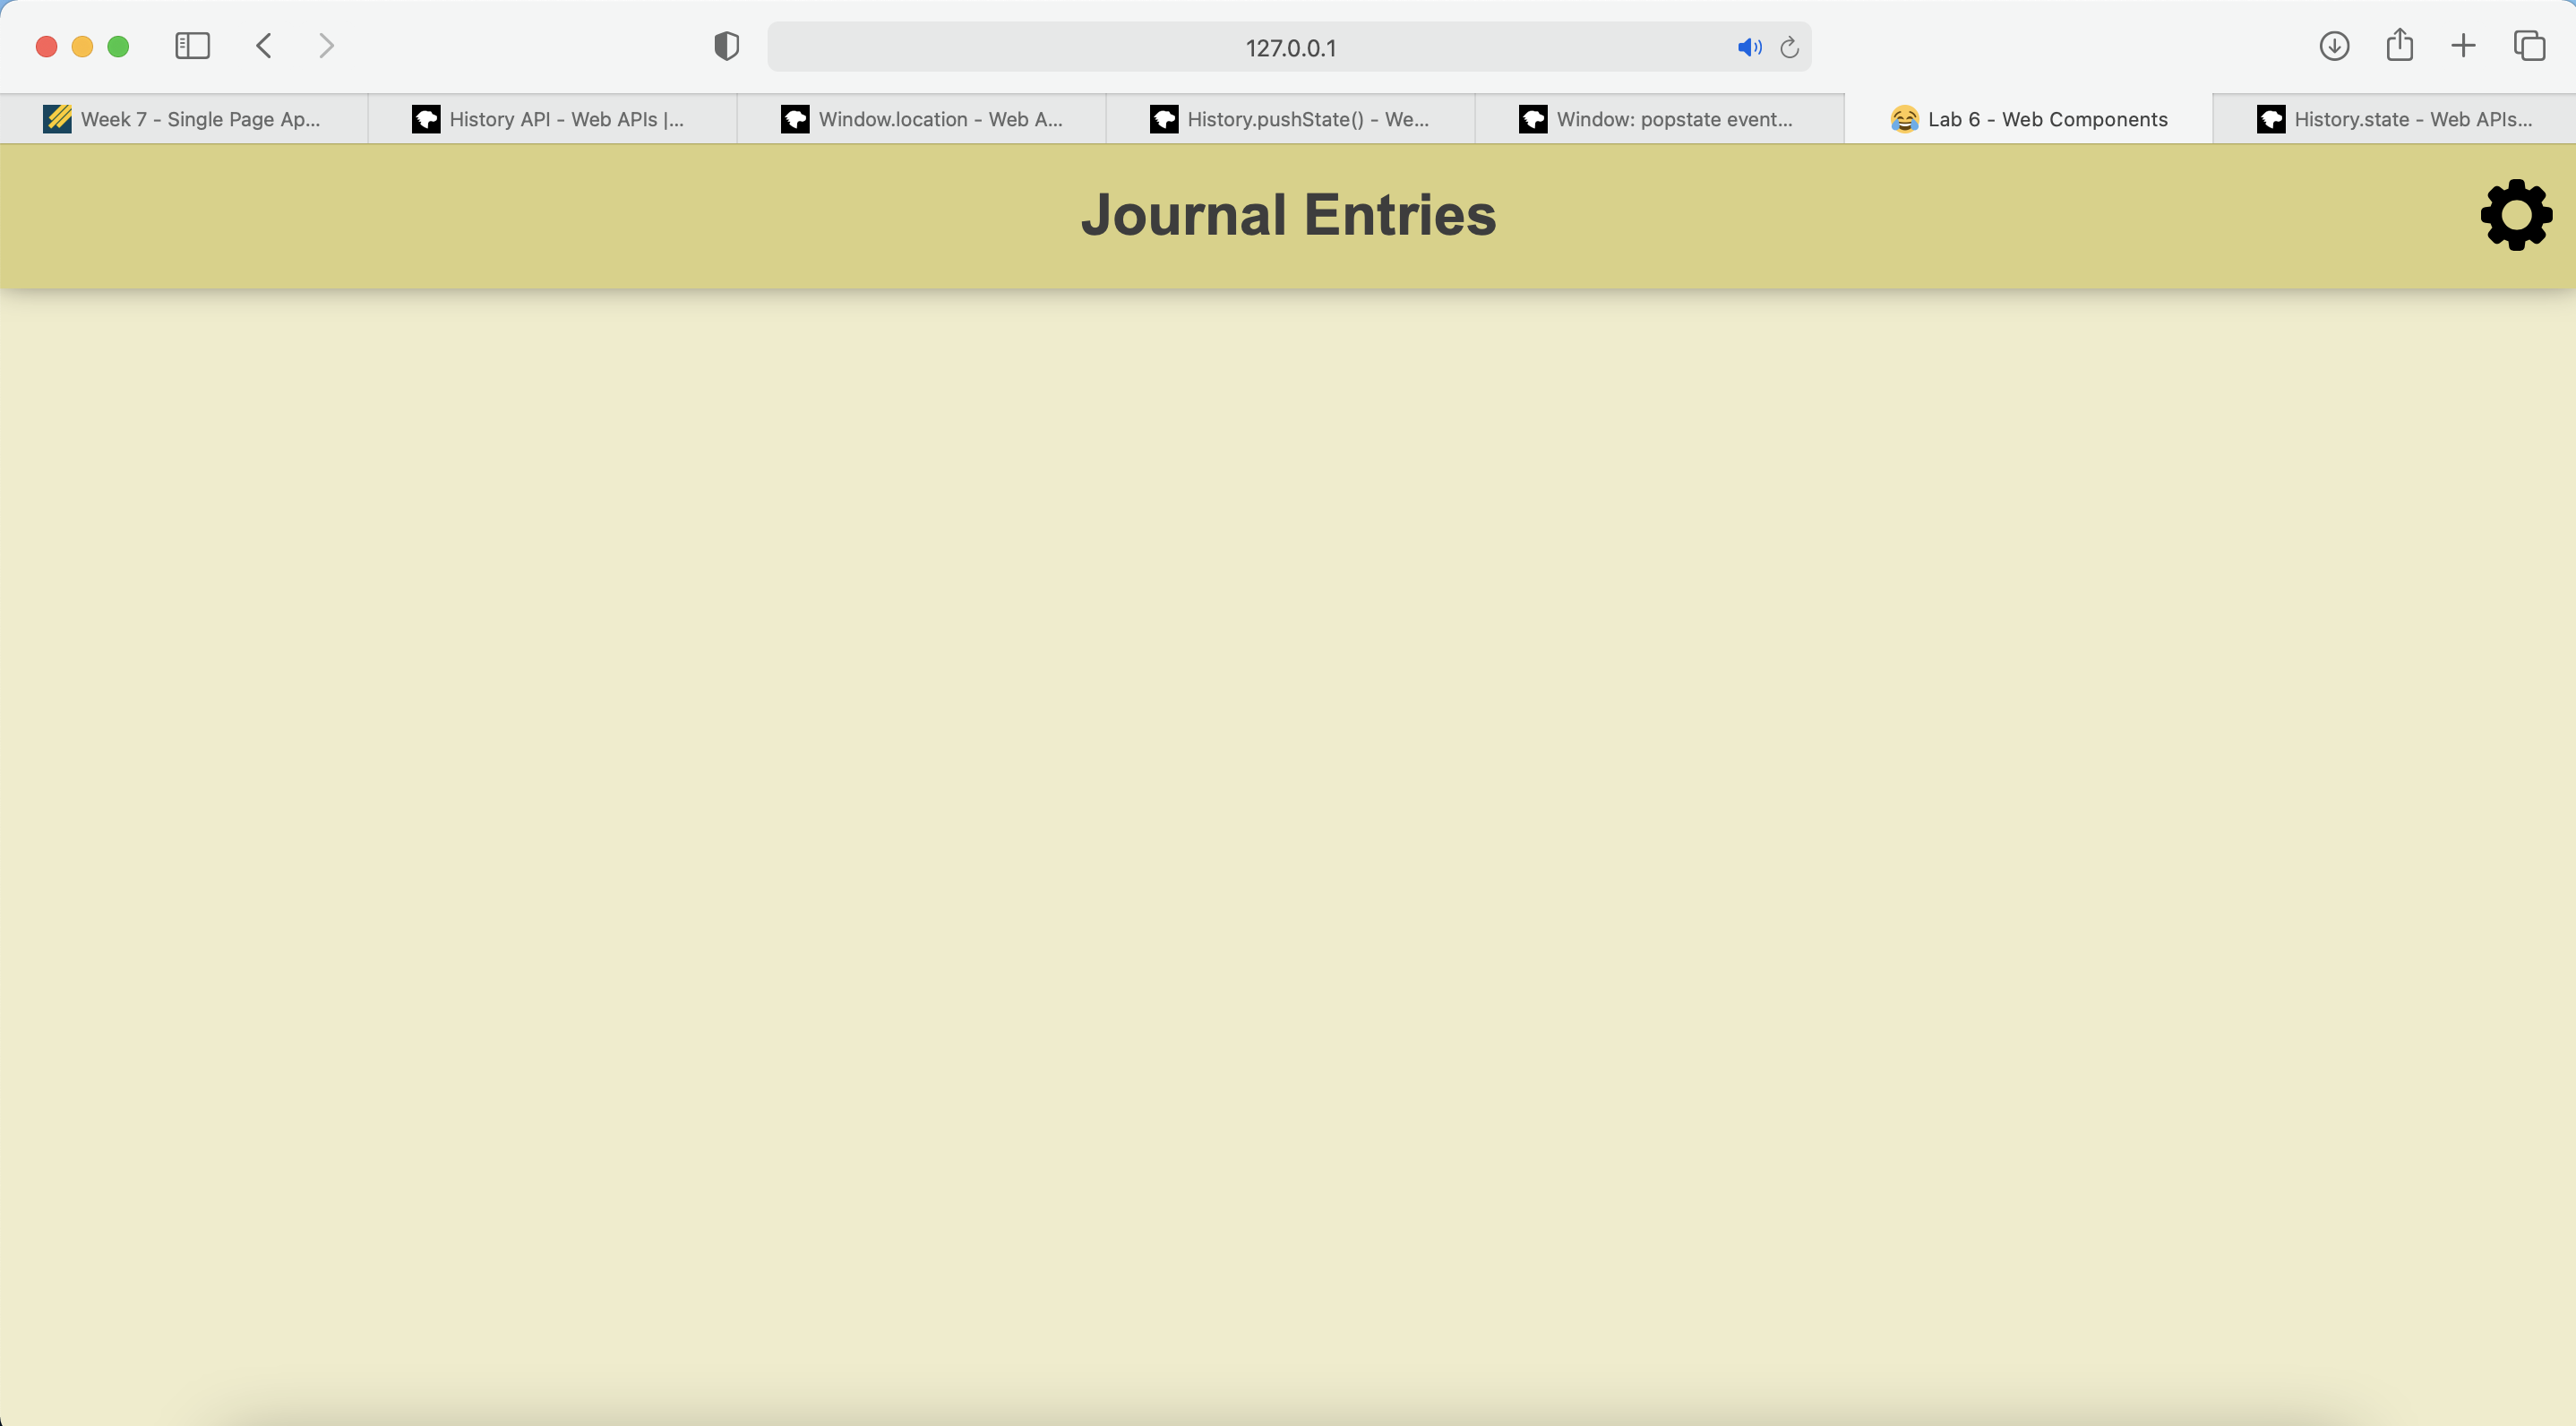 127.0.0.1
Week 7 - Single Page Ap...
History API - Web APIs |...
Window.location - Web A...
History.pushState() - We...
Window: popstate event...
Lab 6 - Web Components
History.state - Web APIs...
Journal Entries